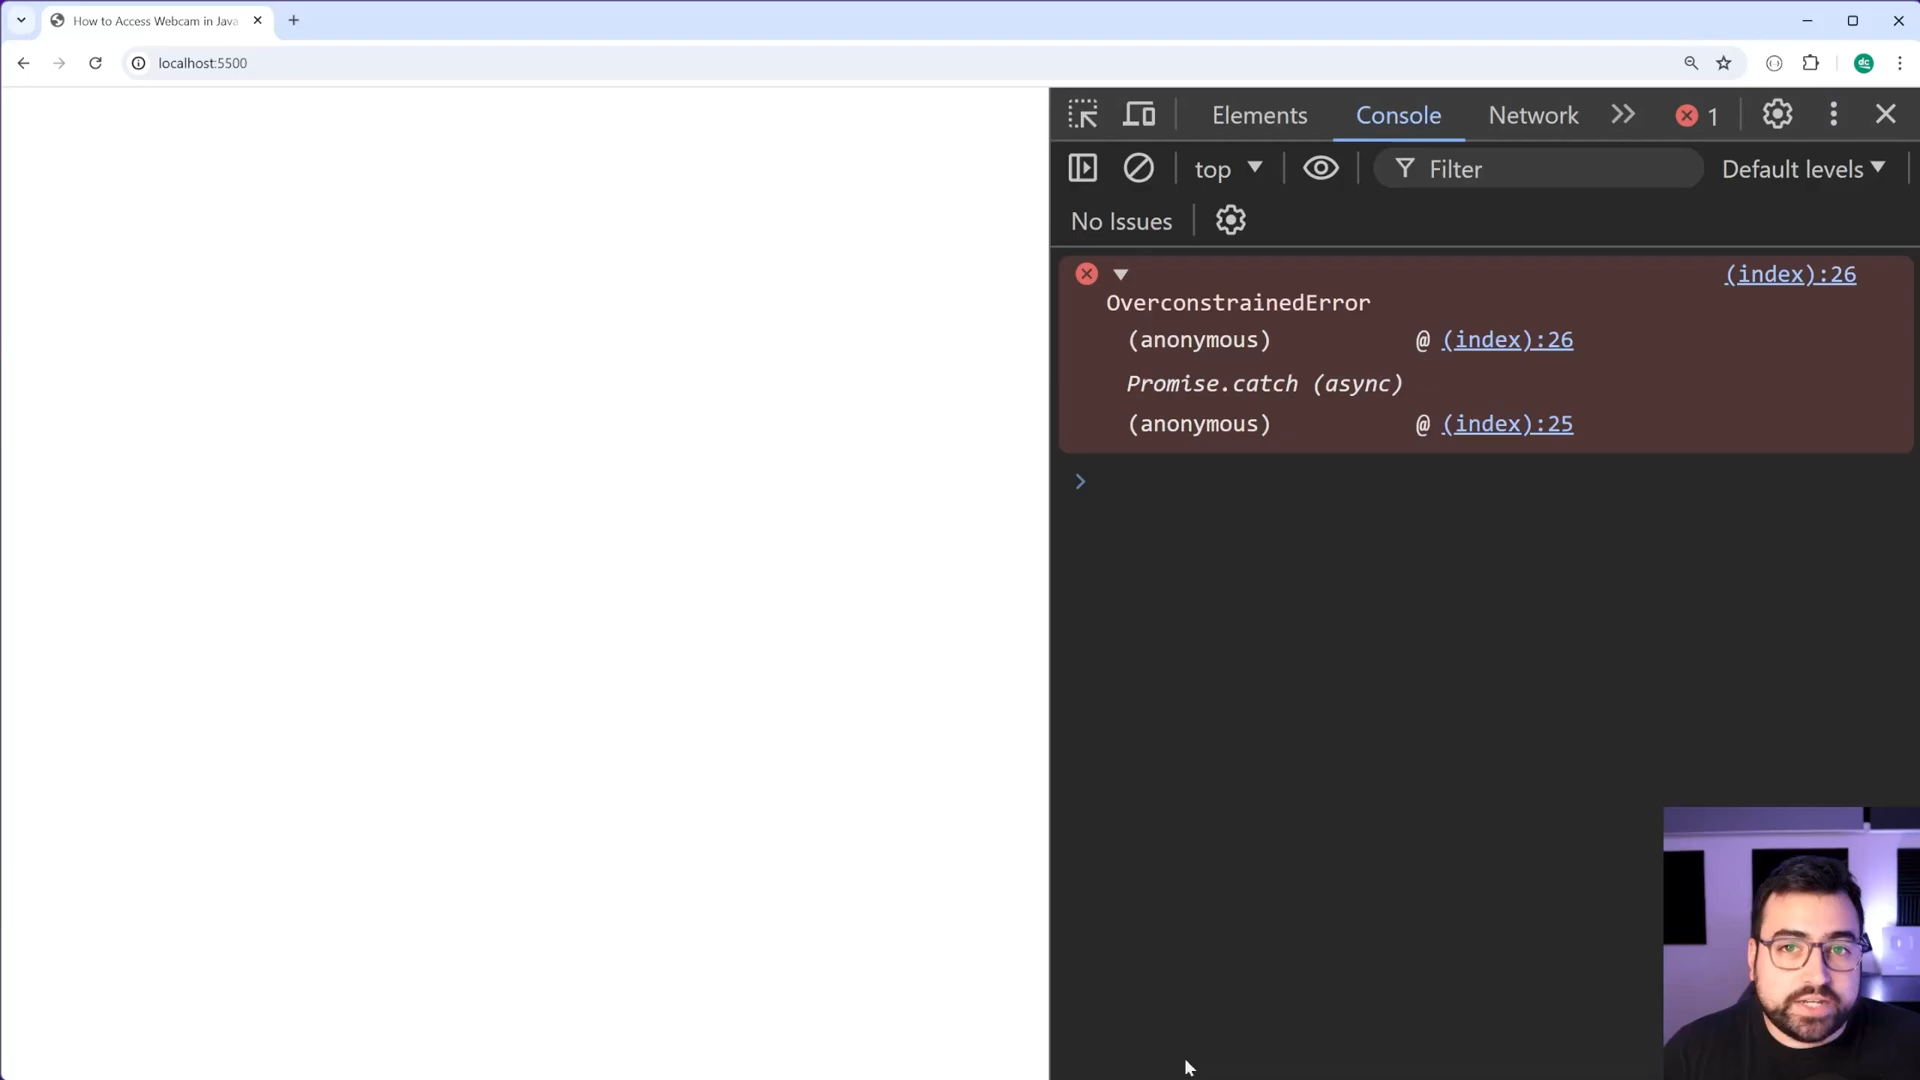 How to Access Webcam in Java
localhost:5500
dc
Elements
Console
Network
1
top
Filter
Default levels
No Issues
(index):26
OverconstrainedError
(anonymous) @ (index):26
Promise.catch (async)
(anonymous) @ (index):25